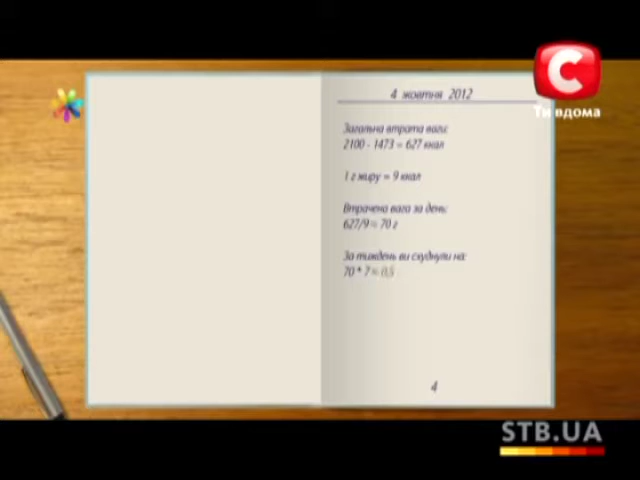 4 жовтня 2012
Загальна втрата ваги:
2100 - 1473 = 627 ккал
1 г жиру = 9 ккал
Втрачена вага за день:
627/9 ≈ 70 г
За тиждень ви схуднули на:
70 * 7 ≈ 0,5
4
Ти вдома
STB.UA